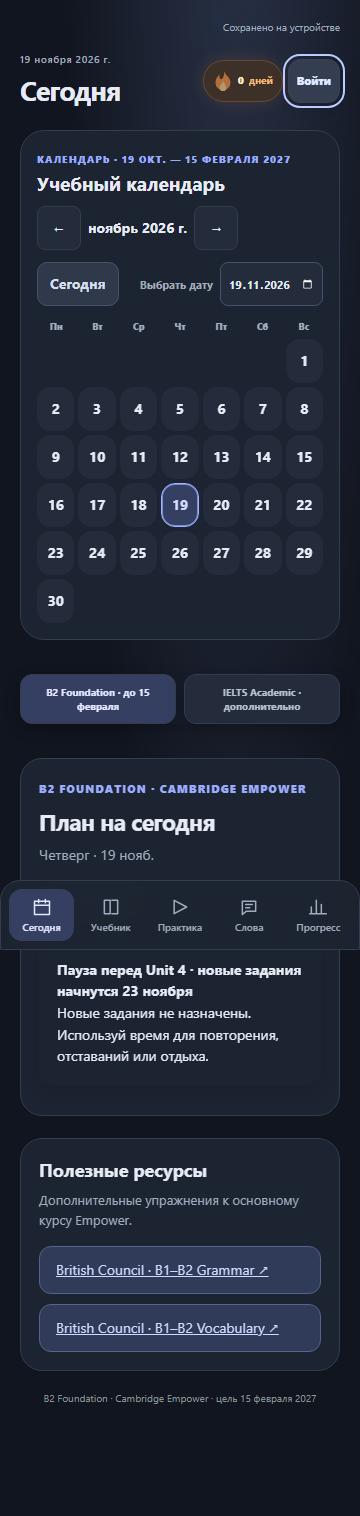 Сохранено на устройстве
19 ноября 2026 г.
Сегодня
0 дней
Войти
КАЛЕНДАРЬ · 19 ОКТ. — 15 ФЕВРАЛЯ 2027
Учебный календарь
← ноябрь 2026 г. →
Сегодня
Выбрать дату
19.11.2026
Пн Вт Ср Чт Пт Сб Вс
1
2 3 4 5 6 7 8
9 10 11 12 13 14 15
16 17 18 19 20 21 22
23 24 25 26 27 28 29
30
B2 Foundation · до 15
февраля
IELTS Academic ·
дополнительно
B2 FOUNDATION · CAMBRIDGE EMPOWER
План на сегодня
Четверг · 19 нояб.
Сегодня
Учебник
Практика
Слова
Прогресс
Пауза перед Unit 4 · новые задания
начнутся 23 ноября
Новые задания не назначены.
Используй время для повторения,
отставаний или отдыха.
Полезные ресурсы
Дополнительные упражнения к основному
курсу Empower.
British Council · B1–B2 Grammar ↗
British Council · B1–B2 Vocabulary ↗
B2 Foundation · Cambridge Empower · цель 15 февраля 2027